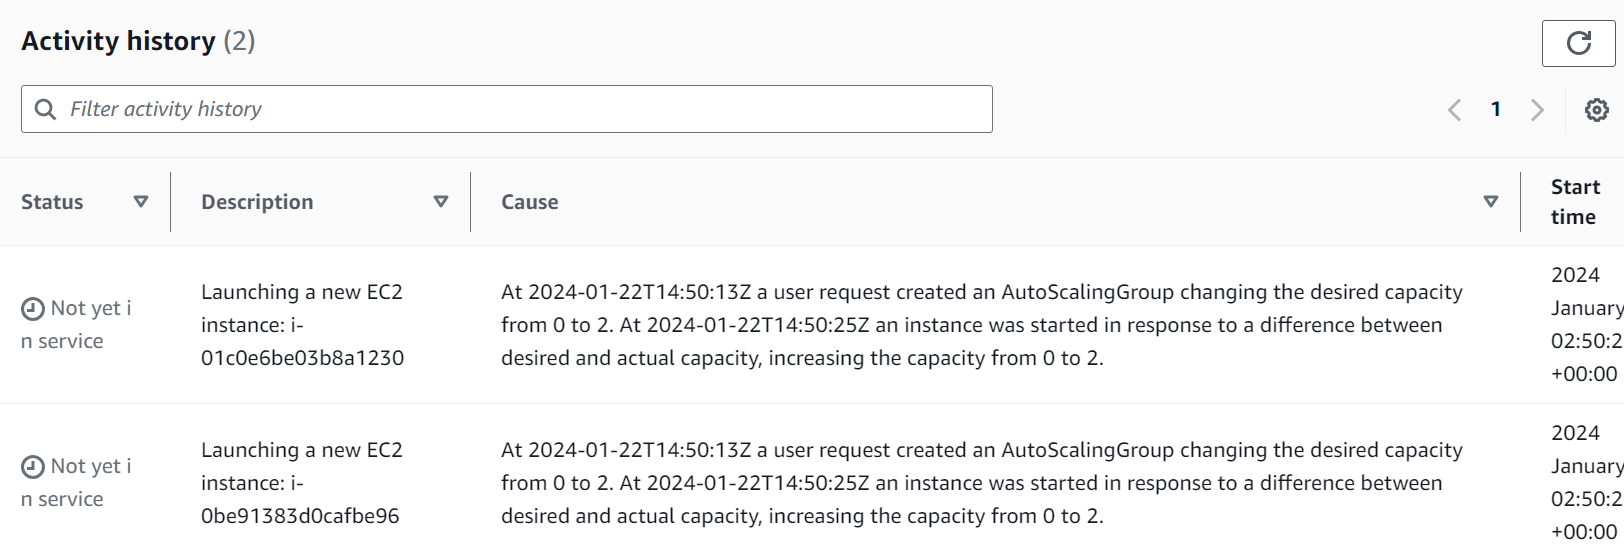 Activity history (2)
Filter activity history
1
Status
Description
Cause
Start
time
Not yet i
n service
Launching a new EC2
instance: i-
01c0e6be03b8a1230
At 2024-01-22T14:50:13Z a user request created an AutoScalingGroup changing the desired capacity
from 0 to 2. At 2024-01-22T14:50:25Z an instance was started in response to a difference between
desired and actual capacity, increasing the capacity from 0 to 2.
2024
January
02:50:2
+00:00
Not yet i
n service
Launching a new EC2
instance: i-
0be91383d0cafbe96
At 2024-01-22T14:50:13Z a user request created an AutoScalingGroup changing the desired capacity
from 0 to 2. At 2024-01-22T14:50:25Z an instance was started in response to a difference between
desired and actual capacity, increasing the capacity from 0 to 2.
2024
January
02:50:2
+00:00